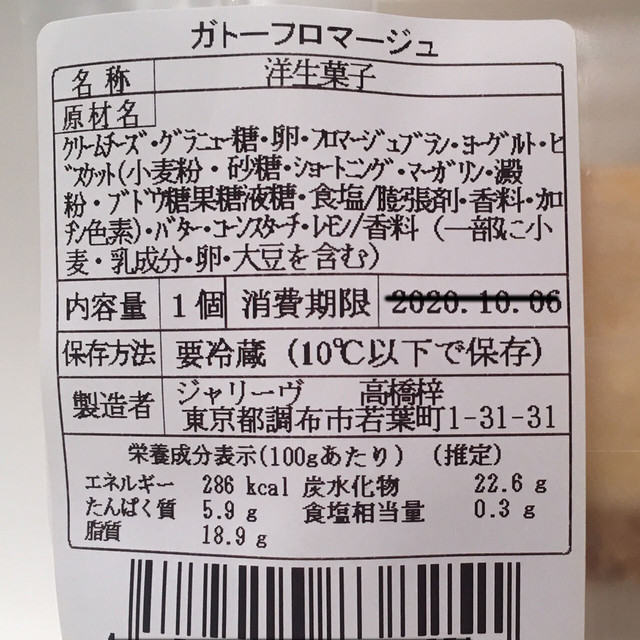 ガトーフロマージュ
名称 洋生菓子
原材名
クリームチーズ・グラニュー糖・卵・フロマージュブラン・ヨーグルト・ビ
スケット(小麦粉・砂糖・ショートニング・マーガリン・澱
粉・ブドウ糖果糖液糖・食塩/膨張剤・香料・加
チン色素)・バター・コーンスターチ・レモン/香料 (一部に小
麦・乳成分・卵・大豆を含む)
内容量 1個 消費期限 2020.10.06
保存方法 要冷蔵 (10℃以下で保存)
製造者 ジャリーヴ 高橋梓
東京都調布市若葉町1-31-31
栄養成分表示(100gあたり) (推定)
エネルギー 286 kcal 炭水化物 22.6 g
たんぱく質 5.9 g 食塩相当量 0.3 g
脂質 18.9 g